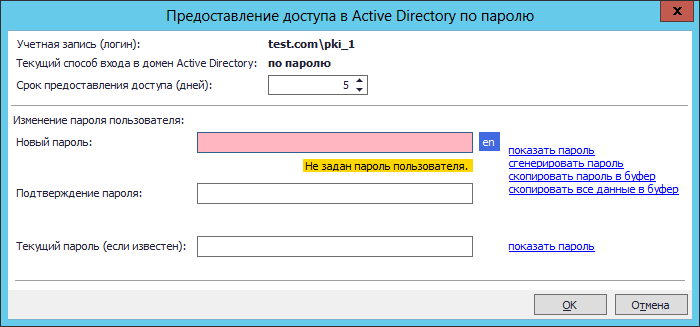 Предоставление доступа в Active Directory по паролю
x
Учетная запись (логин): test.com\pki_1
Текущий способ входа в домен Active Directory: по паролю
Срок предоставления доступа (дней): 5
Изменение пароля пользователя:
Новый пароль: en
показать пароль
Не задан пароль пользователя.
сгенерировать пароль
скопировать пароль в буфер
Подтверждение пароля:
скопировать все данные в буфер
Текущий пароль (если известен): показать пароль
OK Отмена